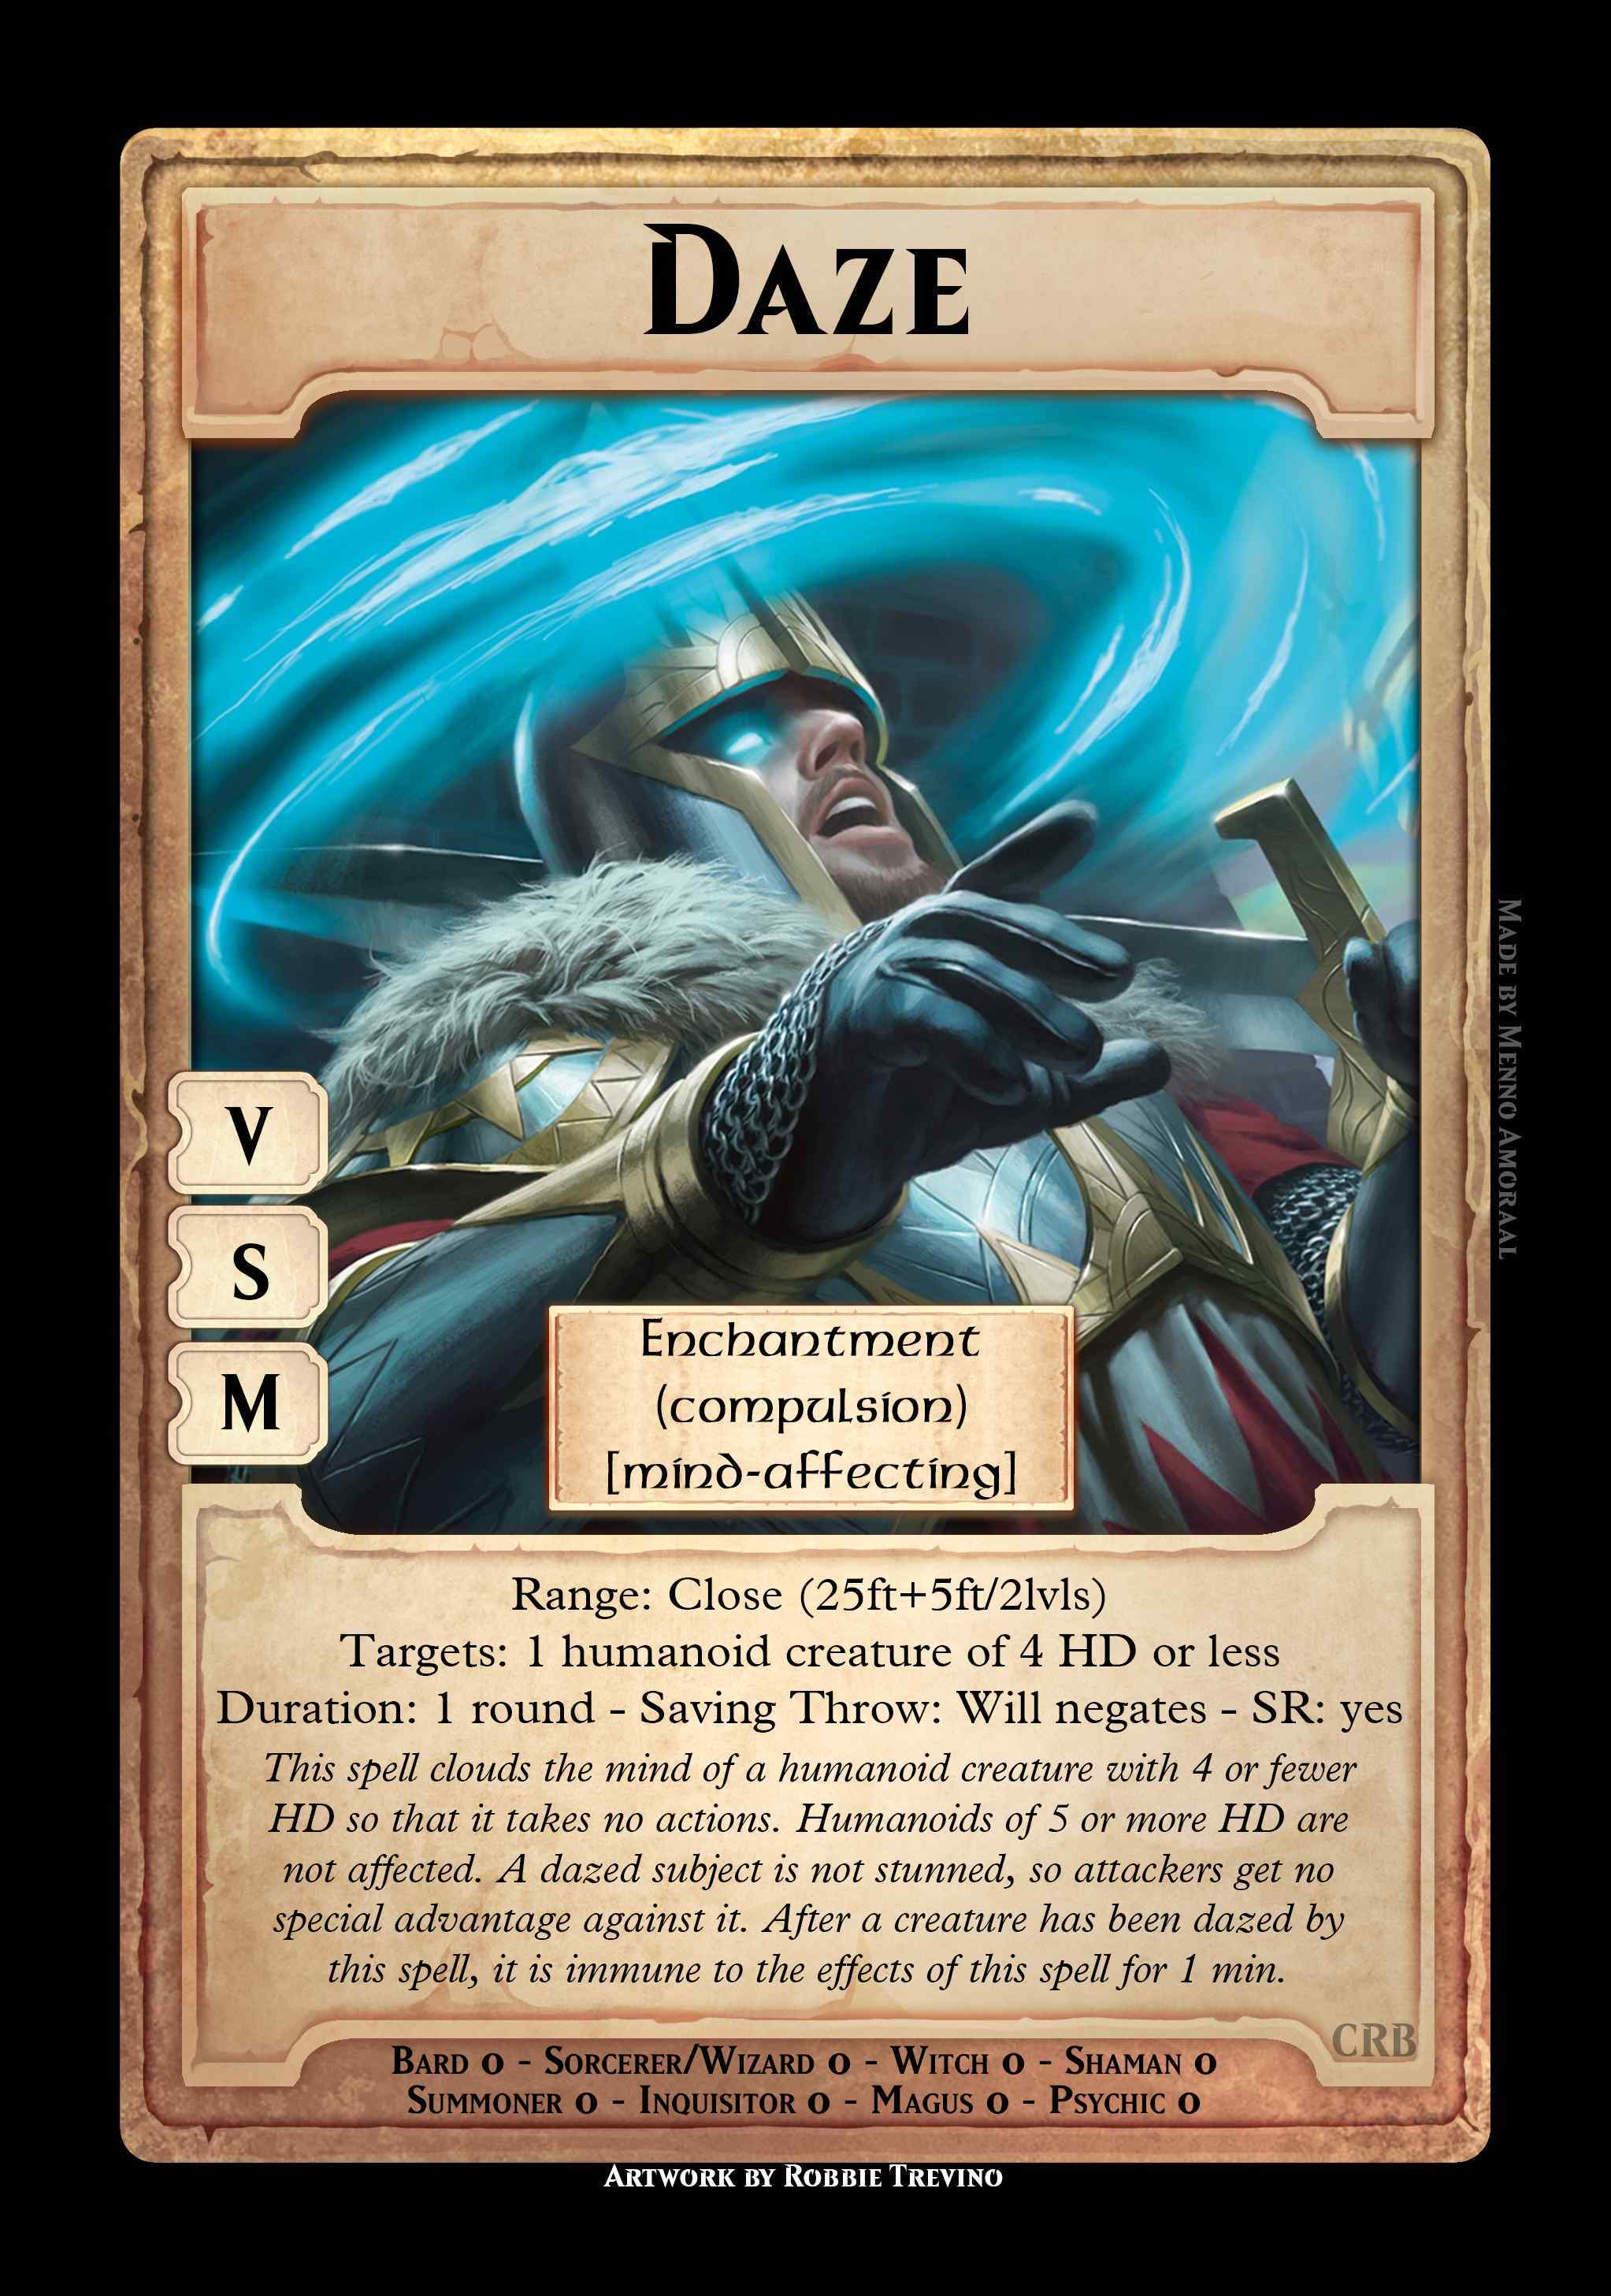 Daze
V
S
M
Enchantment
(compulsion)
[mind-affecting]
Range: Close (25ft+5ft/2lvls)
Targets: 1 humanoid creature of 4 HD or less
Duration: 1 round - Saving Throw: Will negates - SR: yes
This spell clouds the mind of a humanoid creature with 4 or fewer
HD so that it takes no actions. Humanoids of 5 or more HD are
not affected. A dazed subject is not stunned, so attackers get no
special advantage against it. After a creature has been dazed by
this spell, it is immune to the effects of this spell for 1 min.
CRB
Bard 0 - Sorcerer/Wizard 0 - Witch 0 - Shaman 0
Summoner 0 - Inquisitor 0 - Magus 0 - Psychic 0
Artwork by Robbie Trevino
Made by Menno Amoraal